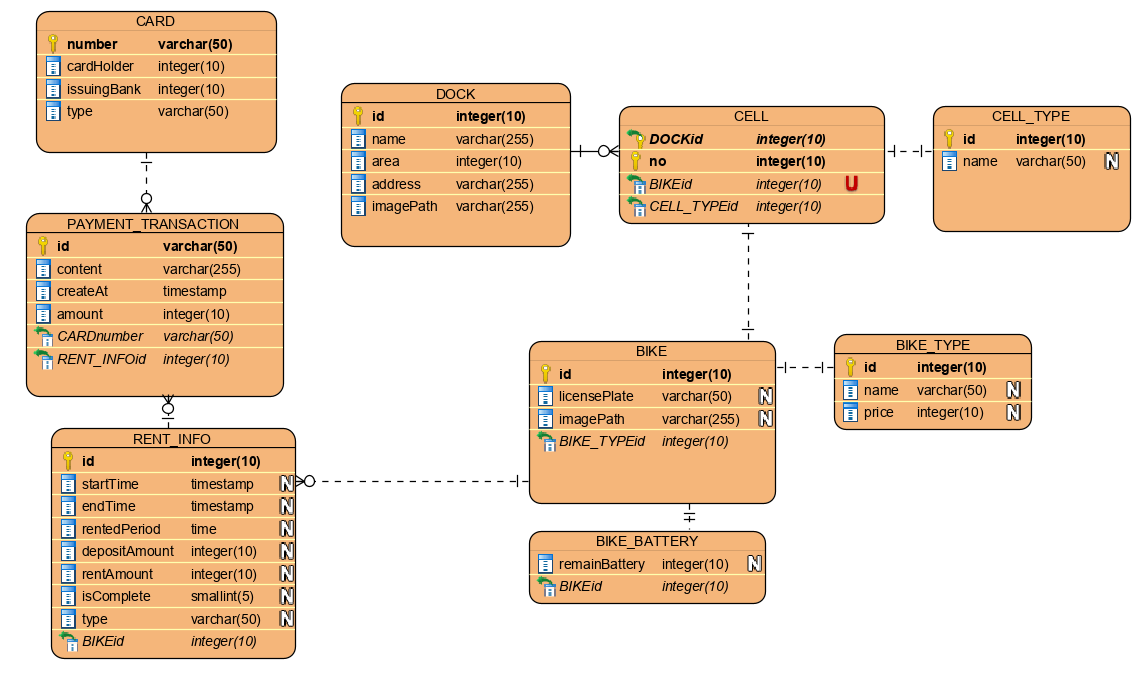 CARD
number varchar(50)
cardHolder integer(10)
issuingBank integer(10)
type varchar(50)
PAYMENT_TRANSACTION
id varchar(50)
content varchar(255)
createAt timestamp
amount integer(10)
CARDnumber varchar(50)
RENT_INFOid integer(10)
RENT_INFO
id integer(10)
startTime timestamp N
endTime timestamp N
rentedPeriod time N
depositAmount integer(10) N
rentAmount integer(10) N
isComplete smallint(5) N
type varchar(50) N
BIKEid integer(10)
DOCK
id integer(10)
name varchar(255)
area integer(10)
address varchar(255)
imagePath varchar(255)
CELL
DOCKid integer(10)
no integer(10)
BIKEid integer(10) U
CELL_TYPEid integer(10)
CELL_TYPE
id integer(10)
name varchar(50) N
BIKE
id integer(10)
licensePlate varchar(50) N
imagePath varchar(255) N
BIKE_TYPEid integer(10)
BIKE_TYPE
id integer(10)
name varchar(50) N
price integer(10) N
BIKE_BATTERY
remainBattery integer(10) N
BIKEid integer(10)